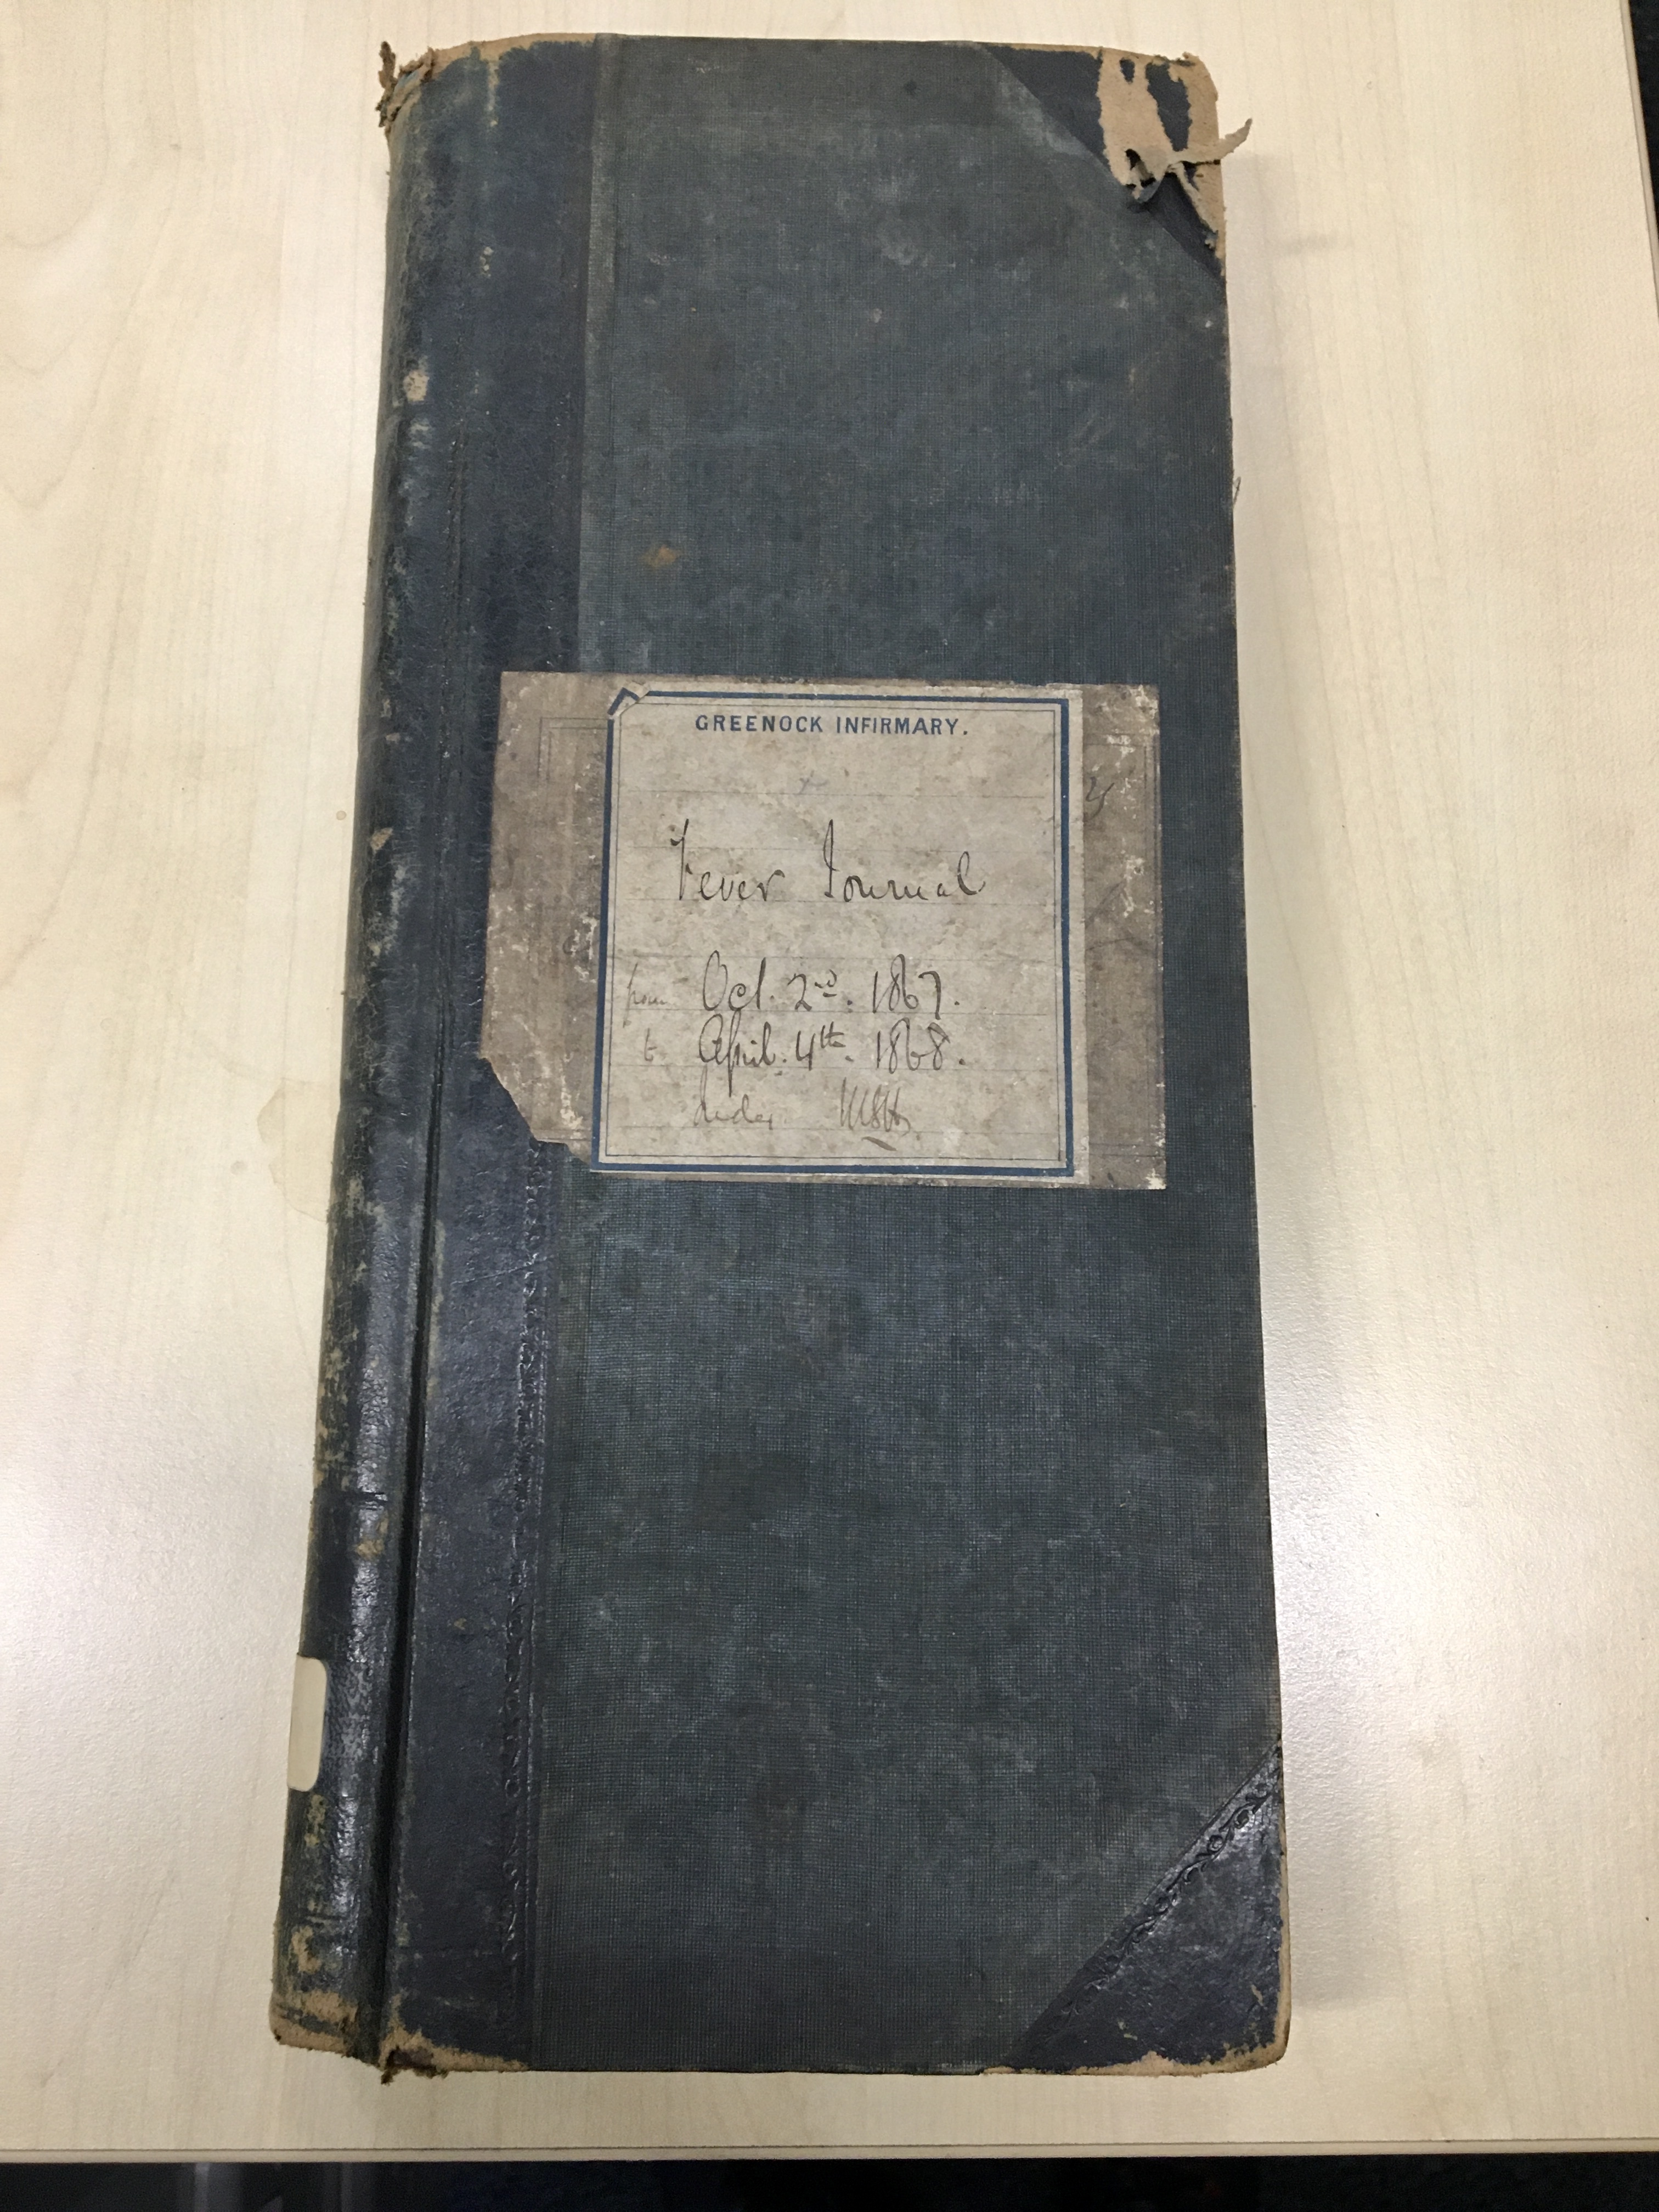 GREENOCK INFIRMARY.
Fever Journal
from Oct. 2nd. 1867.
to April. 4th. 1868.